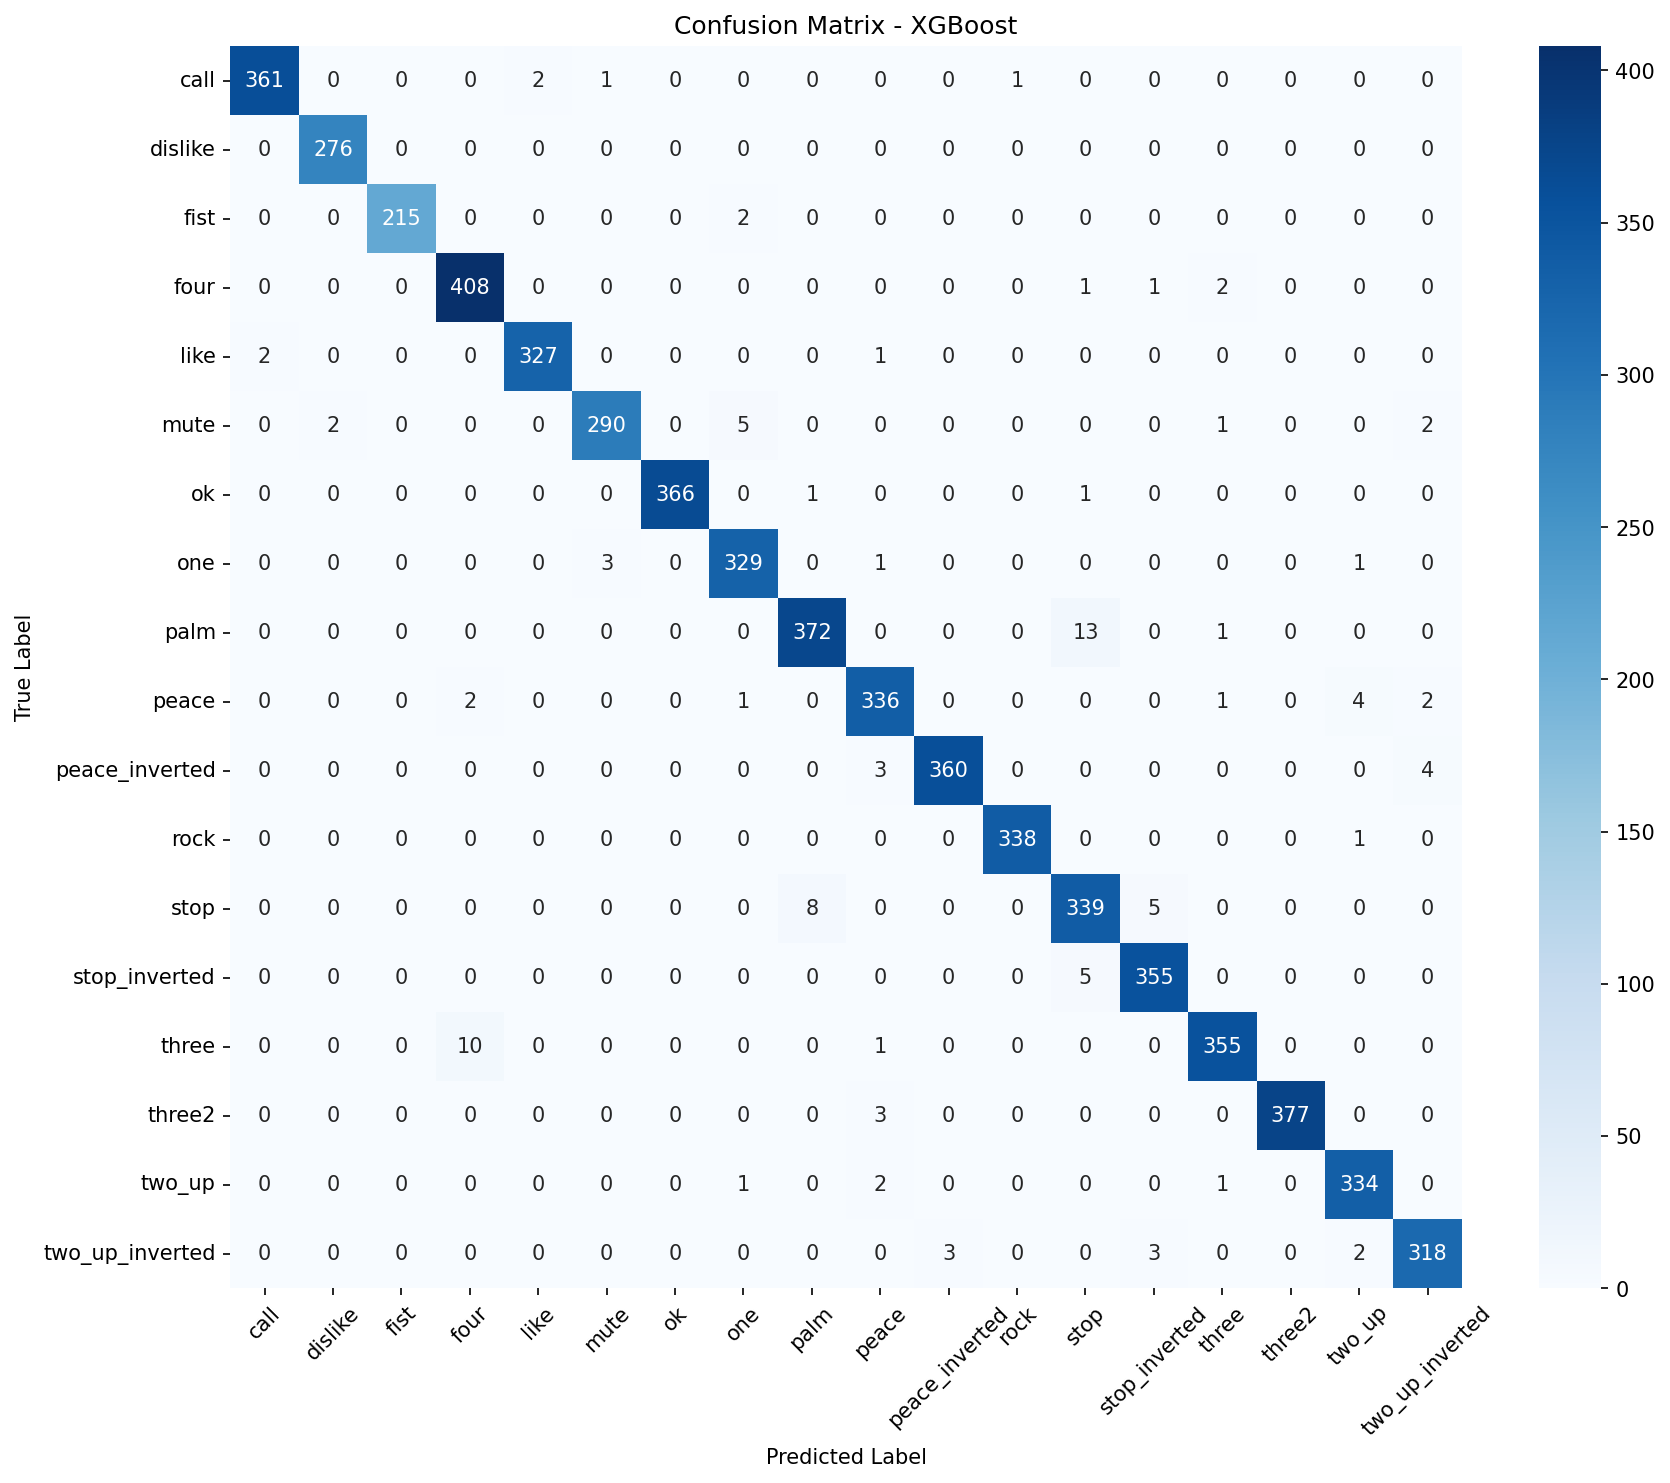 Confusion Matrix - XGBoost
call 361 0 0 0 2 1 0 0 0 0 0 1 0 0 0 0 0 0
dislike 0 276 0 0 0 0 0 0 0 0 0 0 0 0 0 0 0 0
fist 0 0 215 0 0 0 0 2 0 0 0 0 0 0 0 0 0 0
four 0 0 0 408 0 0 0 0 0 0 0 0 1 1 2 0 0 0
like 2 0 0 0 327 0 0 0 0 1 0 0 0 0 0 0 0 0
mute 0 2 0 0 0 290 0 5 0 0 0 0 0 0 1 0 0 2
ok 0 0 0 0 0 0 366 0 1 0 0 0 1 0 0 0 0 0
one 0 0 0 0 0 3 0 329 0 1 0 0 0 0 0 0 1 0
palm 0 0 0 0 0 0 0 0 372 0 0 0 13 0 1 0 0 0
peace 0 0 0 2 0 0 0 1 0 336 0 0 0 0 1 0 4 2
peace_inverted 0 0 0 0 0 0 0 0 0 3 360 0 0 0 0 0 0 4
rock 0 0 0 0 0 0 0 0 0 0 0 338 0 0 0 0 1 0
stop 0 0 0 0 0 0 0 0 8 0 0 0 339 5 0 0 0 0
stop_inverted 0 0 0 0 0 0 0 0 0 0 0 0 5 355 0 0 0 0
three 0 0 0 10 0 0 0 0 0 1 0 0 0 0 355 0 0 0
three2 0 0 0 0 0 0 0 0 0 3 0 0 0 0 0 377 0 0
two_up 0 0 0 0 0 0 0 1 0 2 0 0 0 0 1 0 334 0
two_up_inverted 0 0 0 0 0 0 0 0 0 0 3 0 0 3 0 0 2 318
call dislike fist four like mute ok one palm peace peace_inverted rock stop stop_inverted three three2 two_up two_up_inverted
Predicted Label
True Label
400
350
300
250
200
150
100
50
0